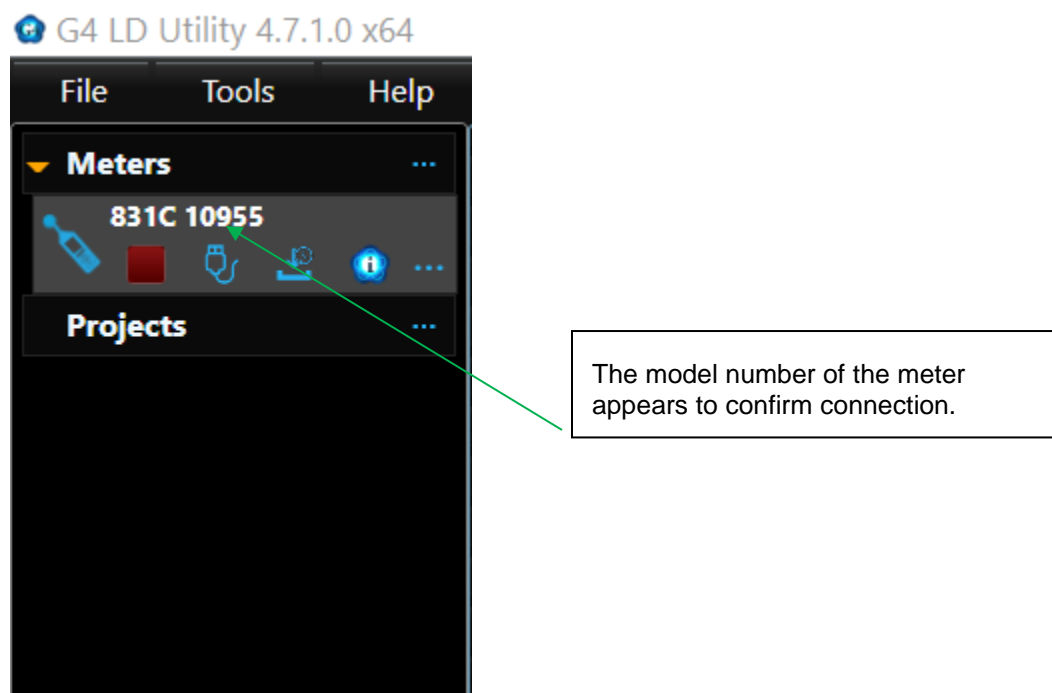 G4 LD Utility 4.7.1.0 x64
File Tools Help
Meters ...
831C 10955
...
Projects ...
The model number of the meter
appears to confirm connection.